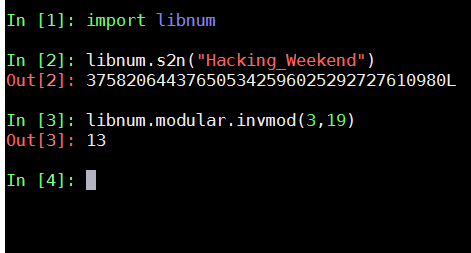 In [1]: import libnum
In [2]: libnum.s2n("Hacking_Weekend")
Out[2]: 375820644376505342596025292727610980L
In [3]: libnum.modular.invmod(3,19)
Out[3]: 13
In [4]: